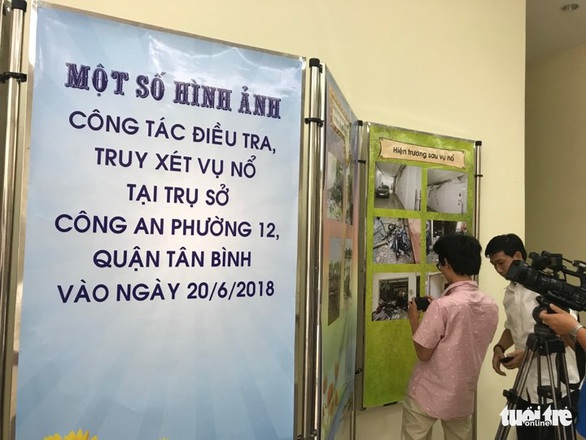 MỘT SỐ HÌNH ẢNH
CÔNG TÁC ĐIỀU TRA,
TRUY XÉT VỤ NỔ
TẠI TRỤ SỞ
CÔNG AN PHƯỜNG 12,
QUẬN TÂN BÌNH
VÀO NGÀY 20/6/2018
Hiện trường sau vụ nổ
tuổi trẻ
online